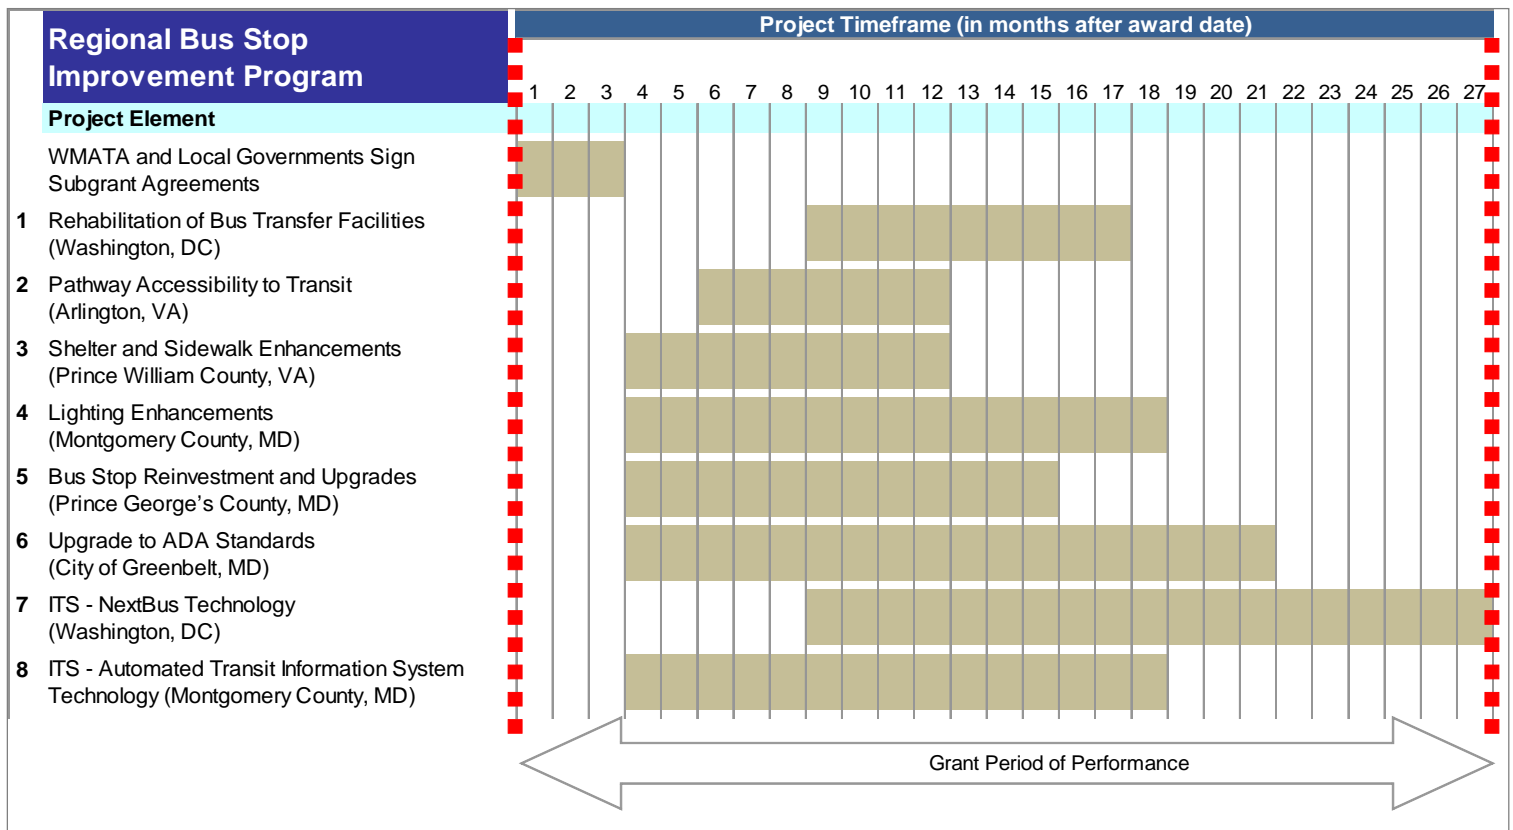 Regional Bus Stop
Improvement Program
Project Timeframe (in months after award date)
1 2 3 4 5 6 7 8 9 10 11 12 13 14 15 16 17 18 19 20 21 22 23 24 25 26 27
Project Element
WMATA and Local Governments Sign
Subgrant Agreements
1 Rehabilitation of Bus Transfer Facilities
(Washington, DC)
2 Pathway Accessibility to Transit
(Arlington, VA)
3 Shelter and Sidewalk Enhancements
(Prince William County, VA)
4 Lighting Enhancements
(Montgomery County, MD)
5 Bus Stop Reinvestment and Upgrades
(Prince George's County, MD)
6 Upgrade to ADA Standards
(City of Greenbelt, MD)
7 ITS - NextBus Technology
(Washington, DC)
8 ITS - Automated Transit Information System
Technology (Montgomery County, MD)
Grant Period of Performance